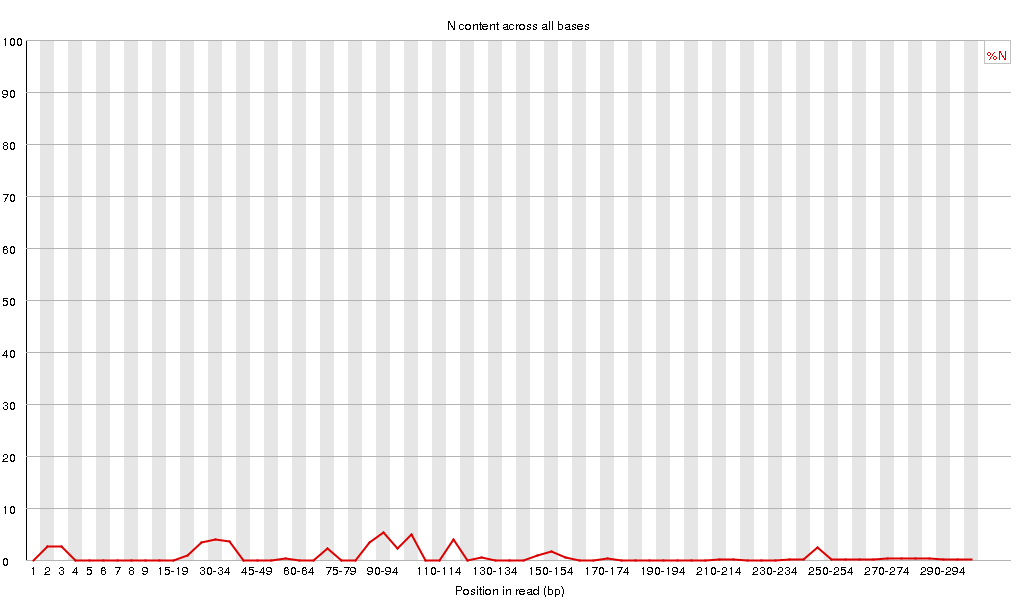 N content across all bases
100
%N
90
80
70
60
50
40
30
20
10
0
1 2 3 4 5 6 7 8 9 15-19 30-34 45-49 60-64 75-79 90-94 110-114 130-134 150-154 170-174 190-194 210-214 230-234 250-254 270-274 290-294
Position in read (bp)